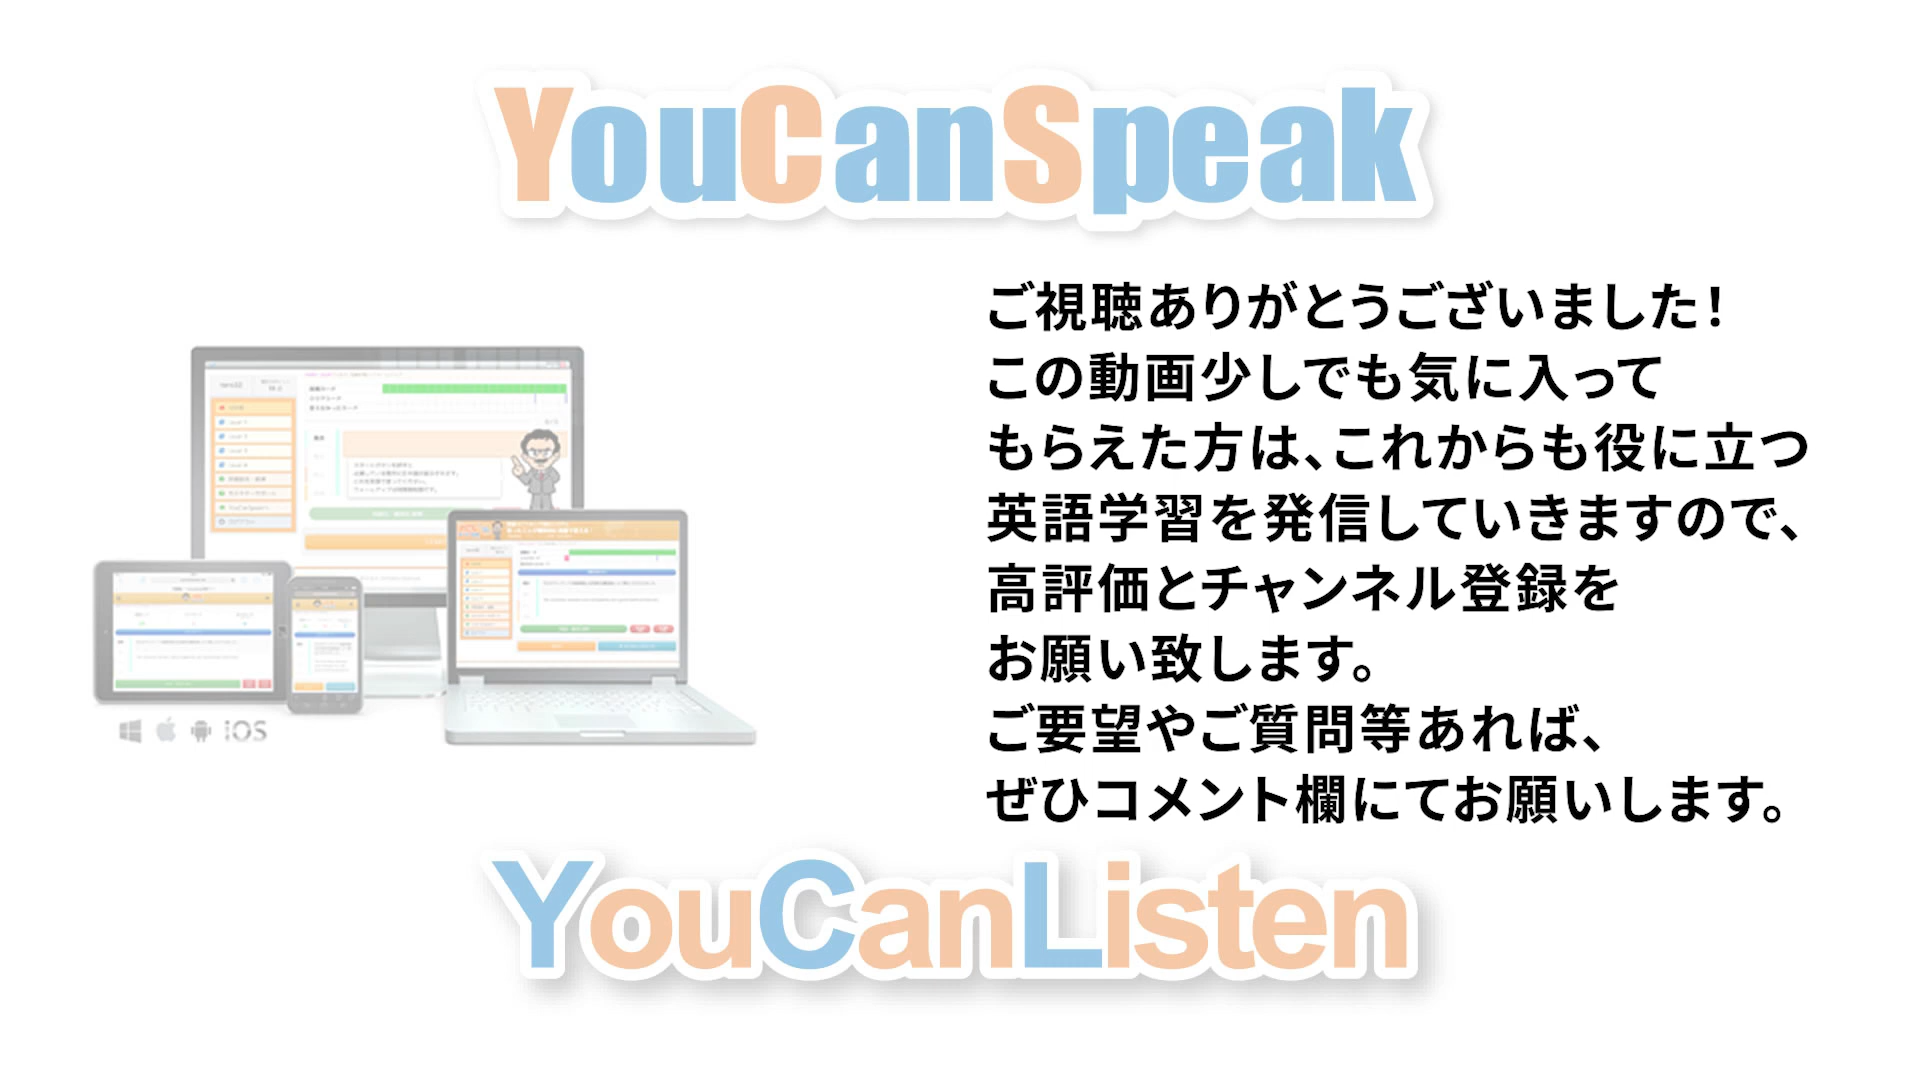 YouCanSpeak
ご視聴ありがとうございました！
この動画少しでも気に入って
もらえた方は、これからも役に立つ
英語学習を発信していきますので、
高評価とチャンネル登録を
お願い致します。
ご要望やご質問等あれば、
ぜひコメント欄にてお願いします。
iOS
YouCanListen